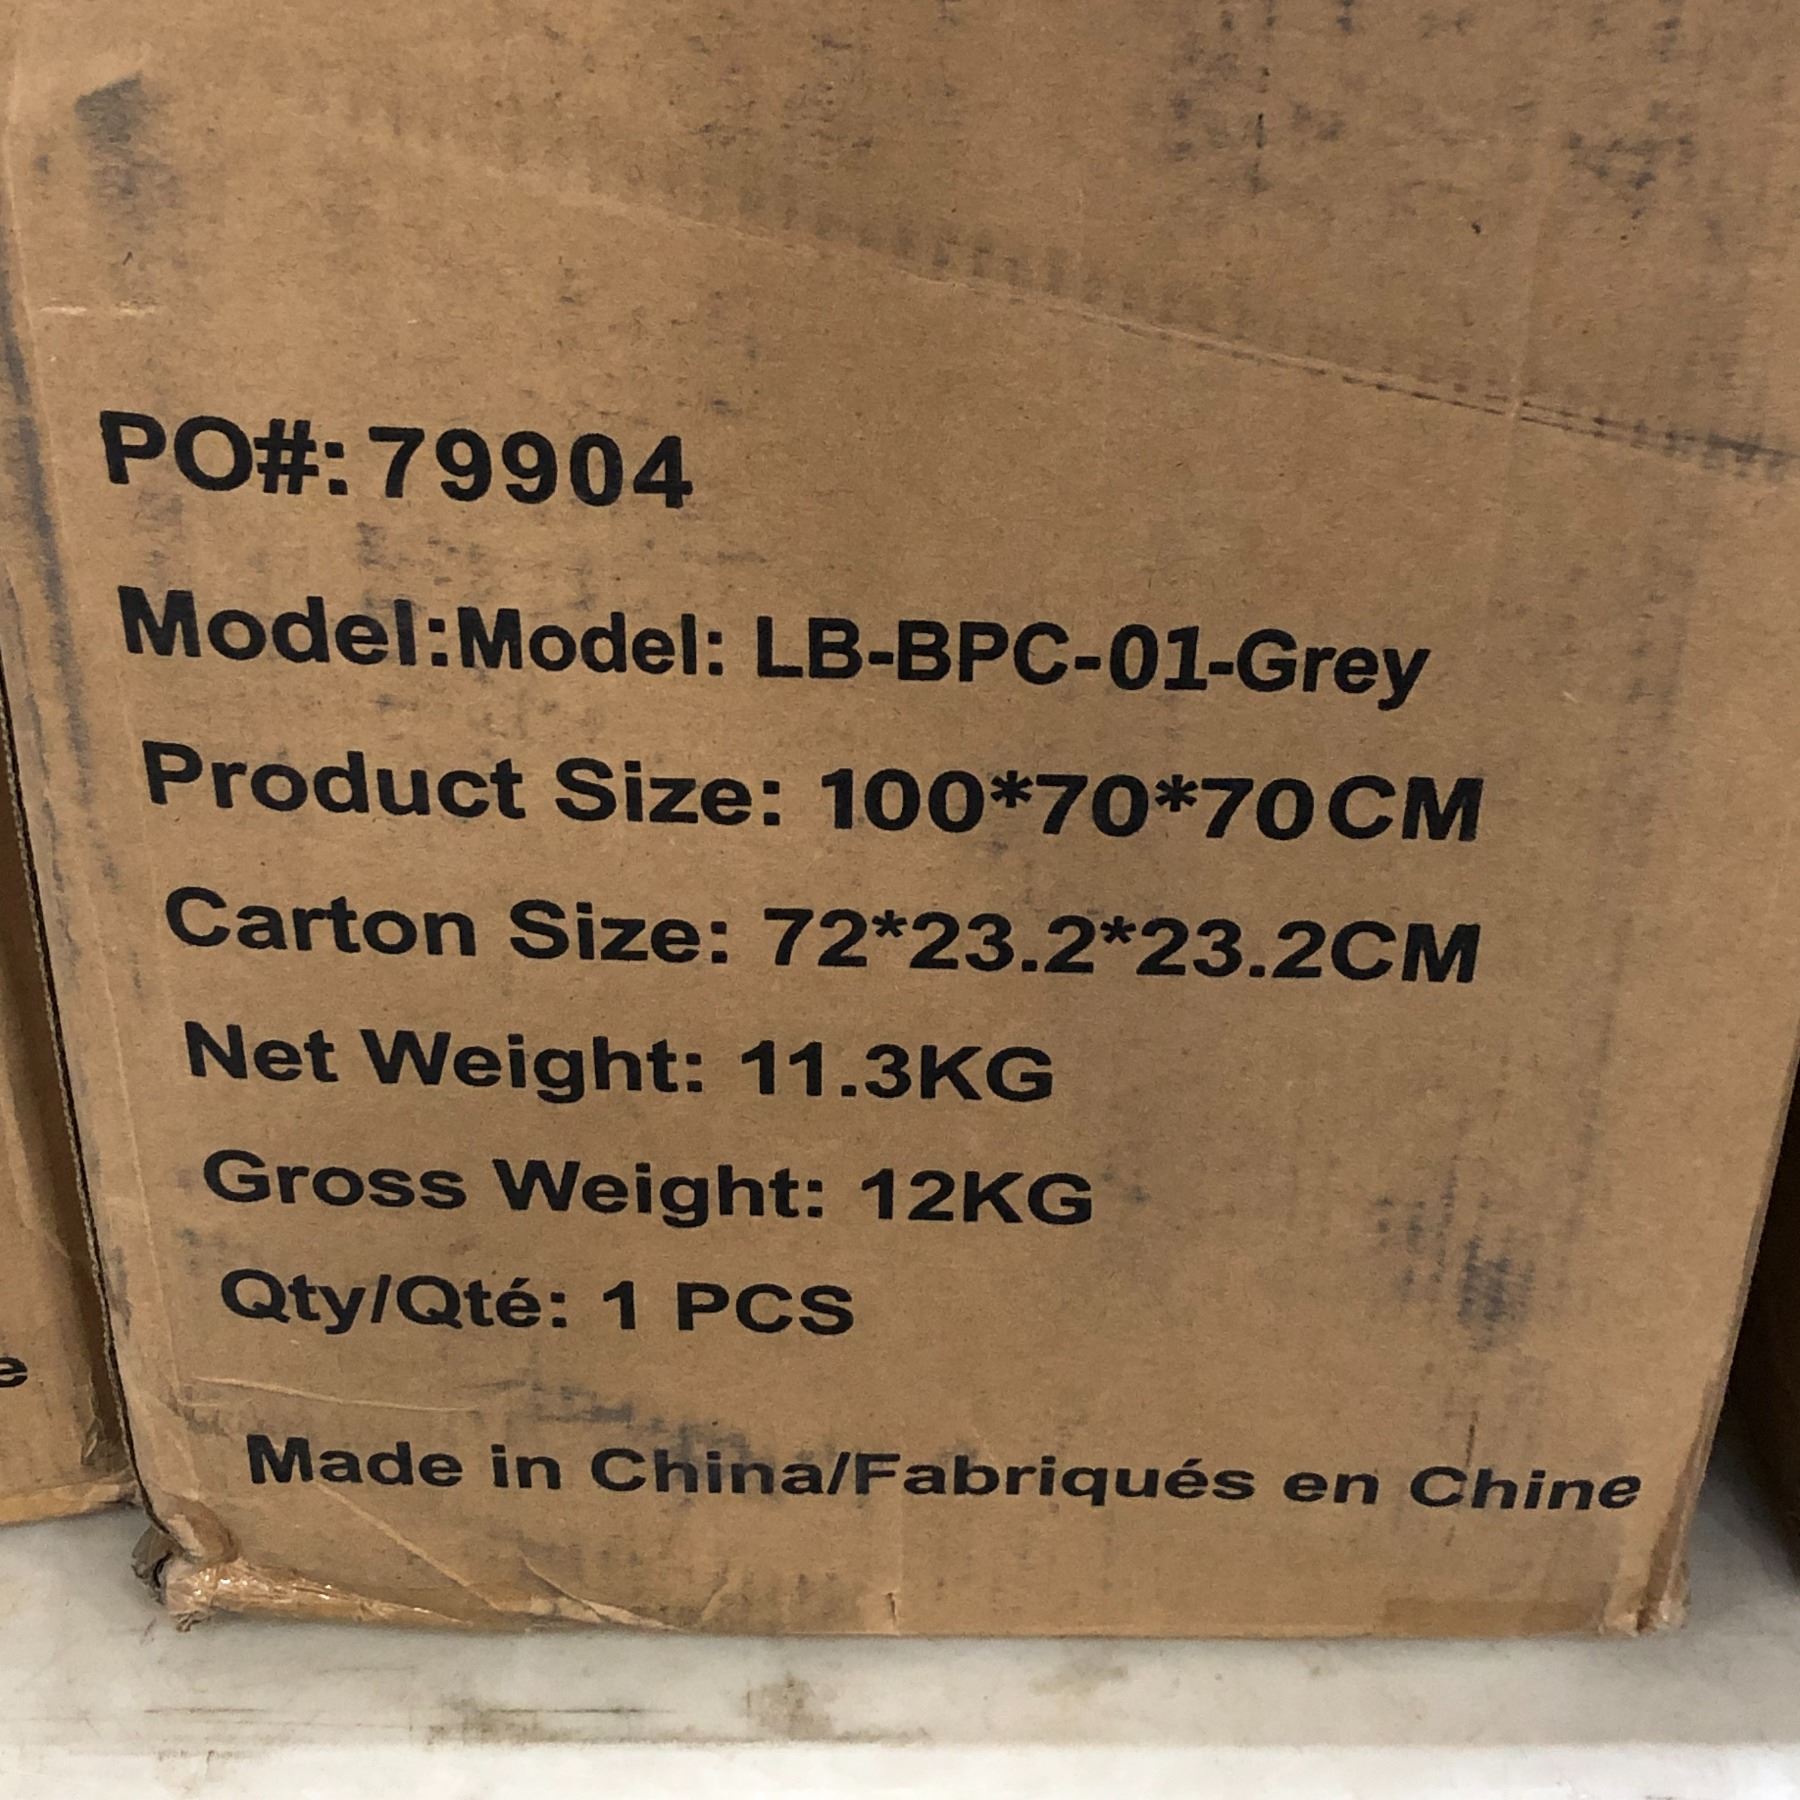 PO#: 79904
Model:Model: LB-BPC-01-Grey
Product Size: 100*70*70CM
Carton Size: 72*23.2*23.2CM
Net Weight: 11.3KG
Gross Weight: 12KG
Qty/Qté: 1 PCS
Made in China/Fabriqués en Chine
e